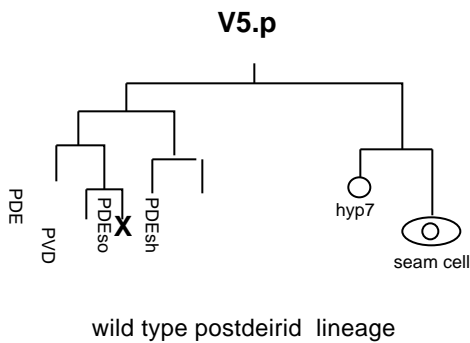 V5.p
PDE
PVD
PDEso
X
PDEsh
hyp7
seam cell
wild type postdeirid lineage